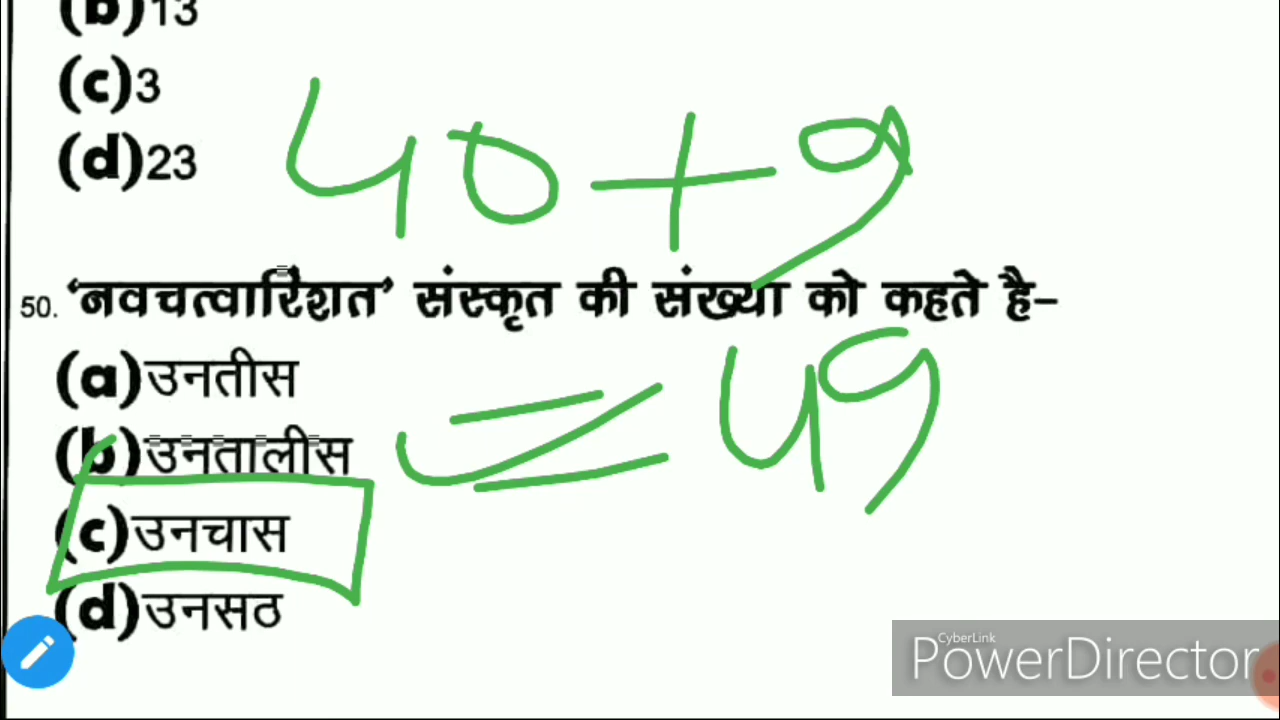 (b)13
(c)3
(d)23
40+9
50. 'नवचत्वारिंशत' संस्कृत की संख्या को कहते है–
(a)उनतीस
= 49
(b)उनतालीस
(c)उनचास
(d)उनसठ
CyberLink
PowerDirector